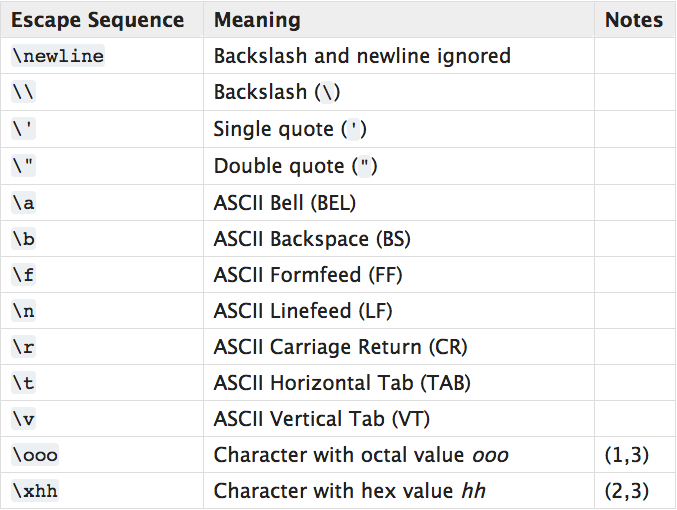 Escape Sequence Meaning Notes
\newline Backslash and newline ignored
\\ Backslash (\)
\' Single quote (')
\" Double quote (")
\a ASCII Bell (BEL)
\b ASCII Backspace (BS)
\f ASCII Formfeed (FF)
\n ASCII Linefeed (LF)
\r ASCII Carriage Return (CR)
\t ASCII Horizontal Tab (TAB)
\v ASCII Vertical Tab (VT)
\ooo Character with octal value ooo (1,3)
\xhh Character with hex value hh (2,3)